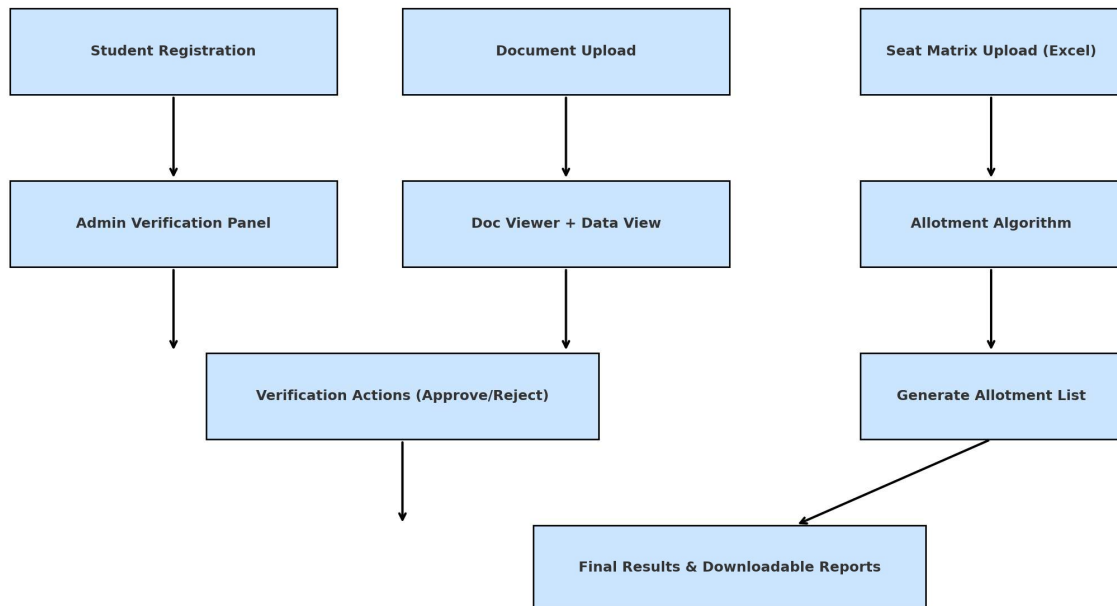 Student Registration
Document Upload
Seat Matrix Upload (Excel)
Admin Verification Panel
Doc Viewer + Data View
Allotment Algorithm
Verification Actions (Approve/Reject)
Generate Allotment List
Final Results & Downloadable Reports